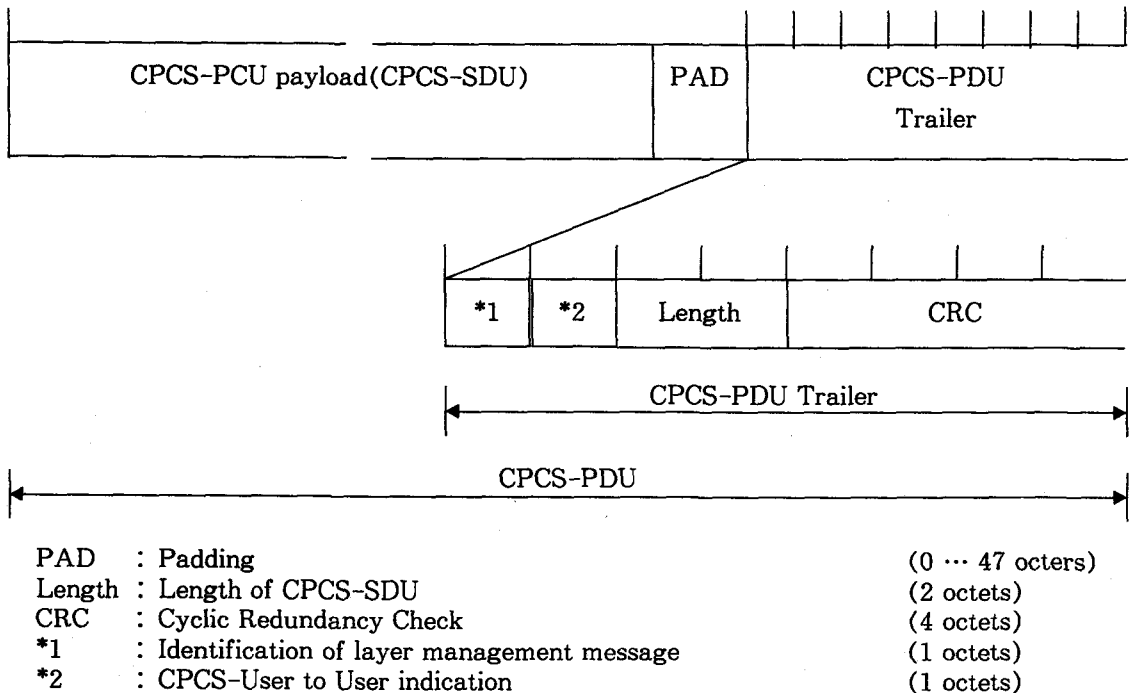 CPCS-PCU payload(CPCS-SDU) PAD CPCS-PDU
Trailer
*1 *2 Length CRC
CPCS-PDU Trailer
CPCS-PDU
PAD : Padding (0 ··· 47 octers)
Length : Length of CPCS-SDU (2 octets)
CRC : Cyclic Redundancy Check (4 octets)
*1 : Identification of layer management message (1 octets)
*2 : CPCS-User to User indication (1 octets)